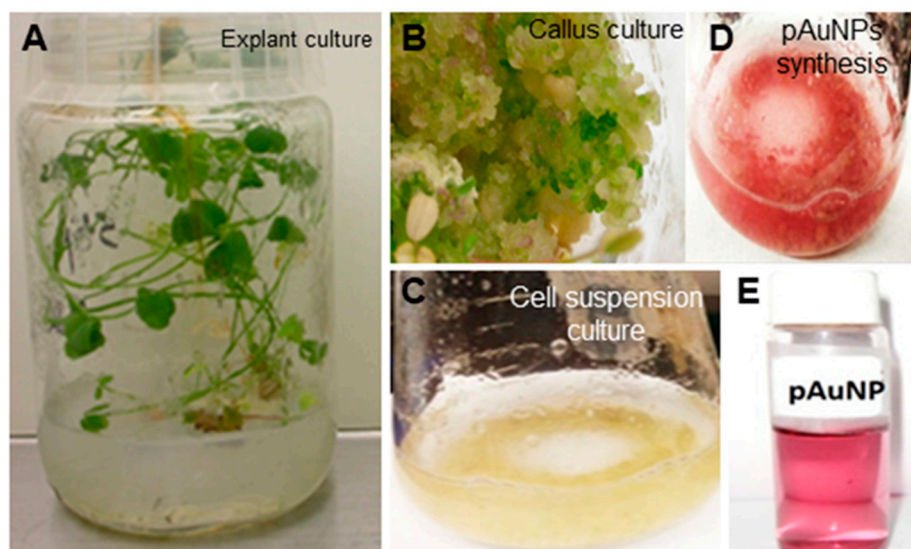 A
Explant culture
B
Callus culture
D
pAuNPs
synthesis
C
Cell suspension
culture
E
pAuNP